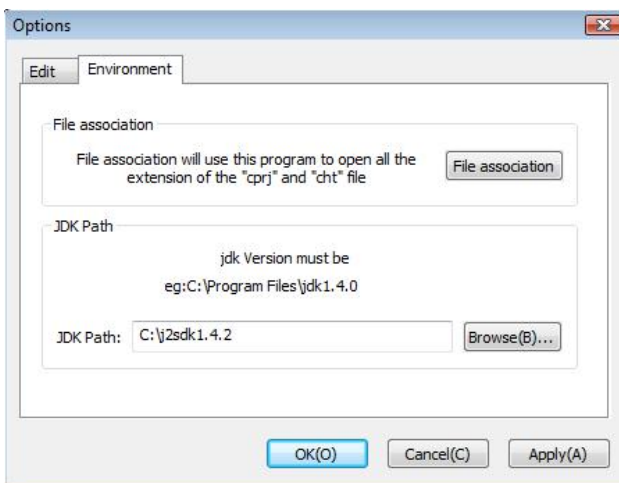 Options
Edit
Environment
File association
File association will use this program to open all the
extension of the "cprj" and "cht" file
File association
JDK Path
jdk Version must be
eg:C:\Program Files\jdk1.4.0
JDK Path:
C:\j2sdk1.4.2
Browse(B)...
OK(O)
Cancel(C)
Apply(A)